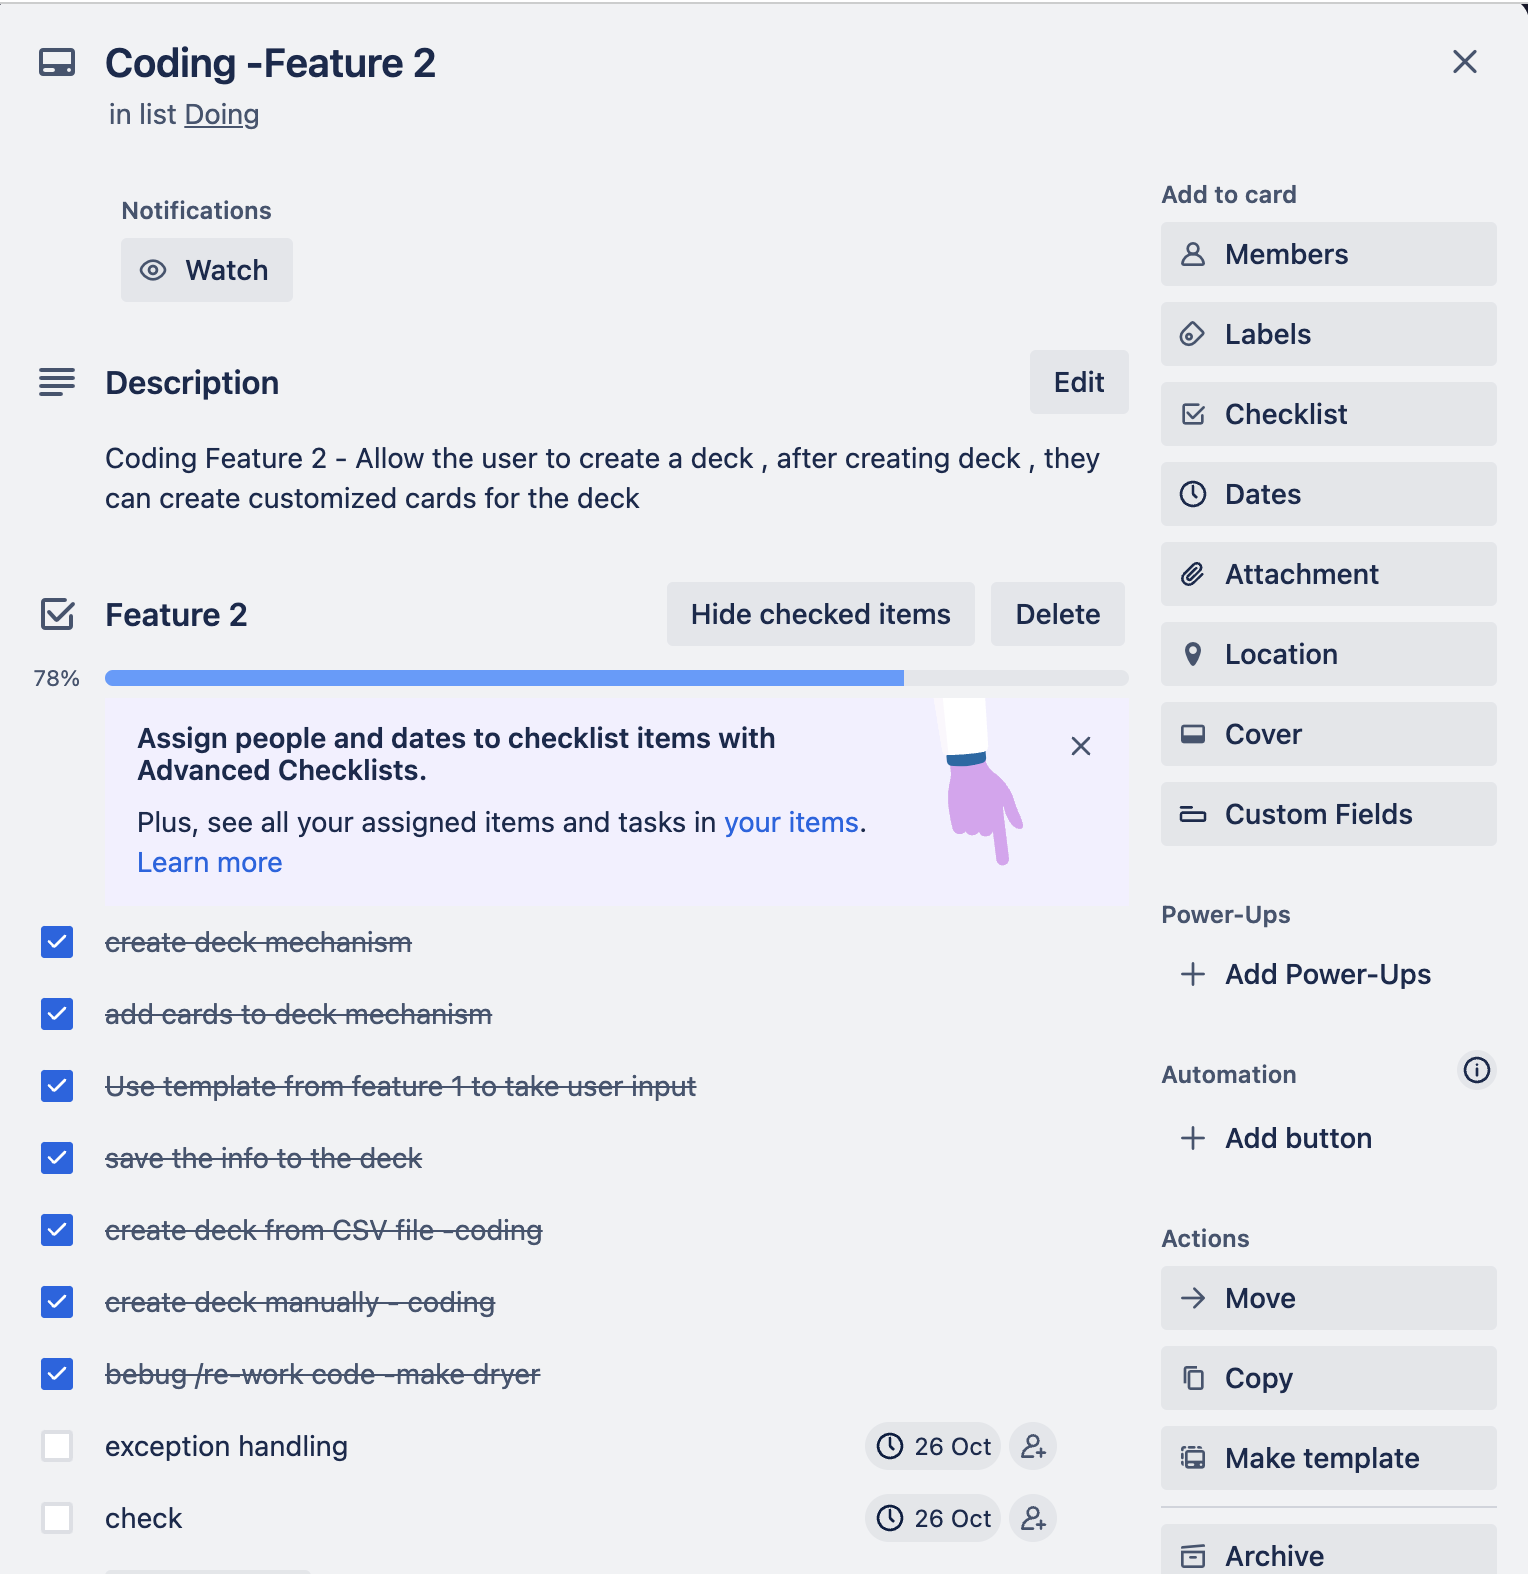 Coding -Feature 2
in list Doing
Notifications
Watch
Description
Edit
Coding Feature 2 - Allow the user to create a deck , after creating deck , they
can create customized cards for the deck
Feature 2
Hide checked items
Delete
78%
Assign people and dates to checklist items with
Advanced Checklists.
Plus, see all your assigned items and tasks in your items.
Learn more
create deck mechanism
add cards to deck mechanism
Use template from feature 1 to take user input
save the info to the deck
create deck from CSV file -coding
create deck manually - coding
bebug /re-work code -make dryer
exception handling
26 Oct
check
26 Oct
Add to card
Members
Labels
Checklist
Dates
Attachment
Location
Cover
Custom Fields
Power-Ups
Add Power-Ups
Automation
Add button
Actions
Move
Copy
Make template
Archive